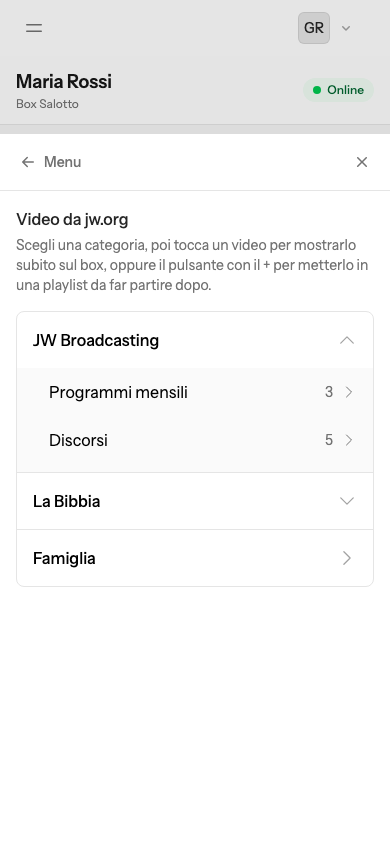 GR
Maria Rossi
Box Salotto
Online
Menu
Video da jw.org
Scegli una categoria, poi tocca un video per mostrarlo
subito sul box, oppure il pulsante con il + per metterlo in
una playlist da far partire dopo.
JW Broadcasting
Programmi mensili 3
Discorsi 5
La Bibbia
Famiglia